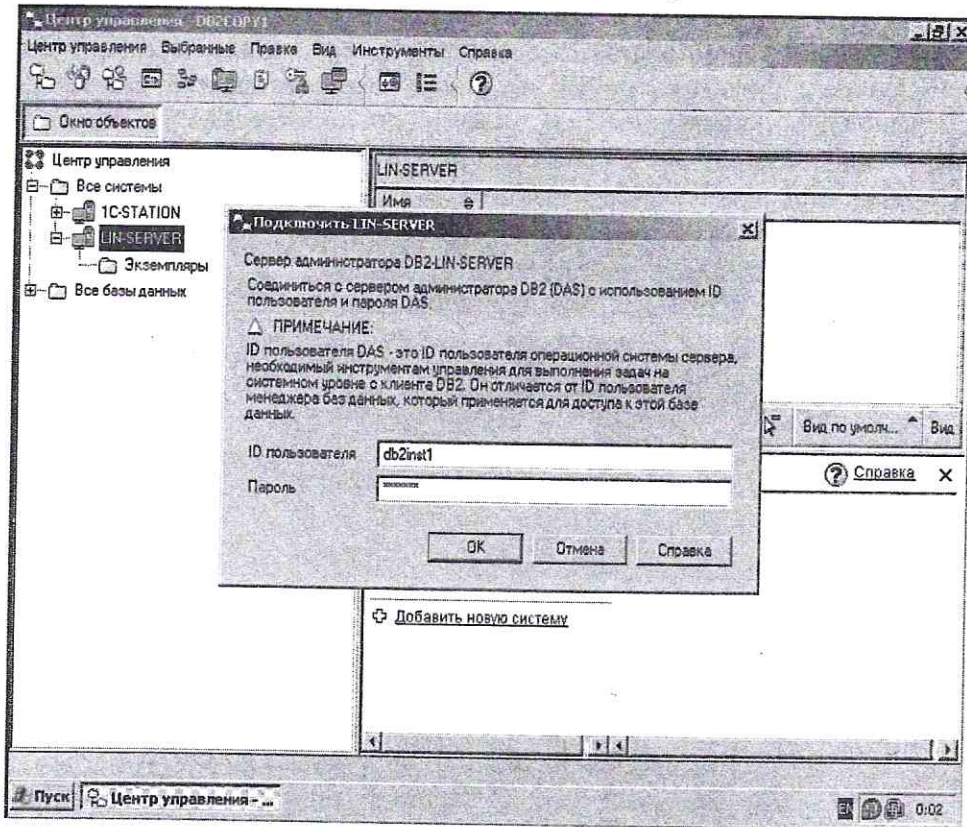 Центр управления - DB2COPY1
Центр управления Выбранные Правка Вид Инструменты Справка
Окно объектов
Центр управления
Все системы
1C-STATION
LIN-SERVER
Экземпляры
Все базы данных
LIN-SERVER
Имя
Подключить LIN-SERVER
Сервер администратора DB2-LIN-SERVER
Соединиться с сервером администратора DB2 (DAS) с использованием ID
пользователя и пароля DAS.
ПРИМЕЧАНИЕ:
ID пользователя DAS - это ID пользователя операционной системы сервера,
необходимый инструментам управления для выполнения задач на
системном уровне с клиента DB2. Он отличается от ID пользователя
менеджера баз данных, который применяется для доступа к этой базе
данных.
ID пользователя db2inst1
Пароль
OK Отмена Справка
Вид по умолч... Вид
Справка
Добавить новую систему
Пуск Центр управления - ...
EN 0:02